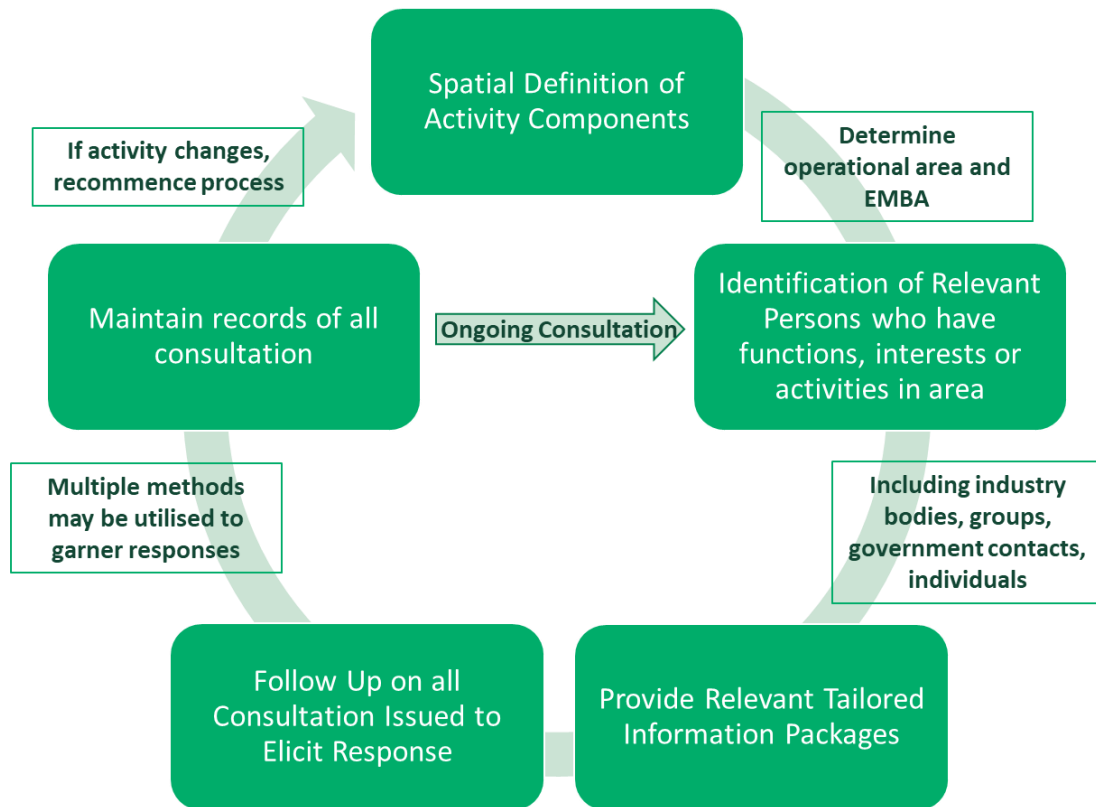 Spatial Definition of
Activity Components
If activity changes,
recommence process
Determine
operational area and
EMBA
Maintain records of all
consultation
Ongoing Consultation
Identification of Relevant
Persons who have
functions, interests or
activities in area
Multiple methods
may be utilised to
garner responses
Including industry
bodies, groups,
government contacts,
individuals
Follow Up on all
Consultation Issued to
Elicit Response
Provide Relevant Tailored
Information Packages